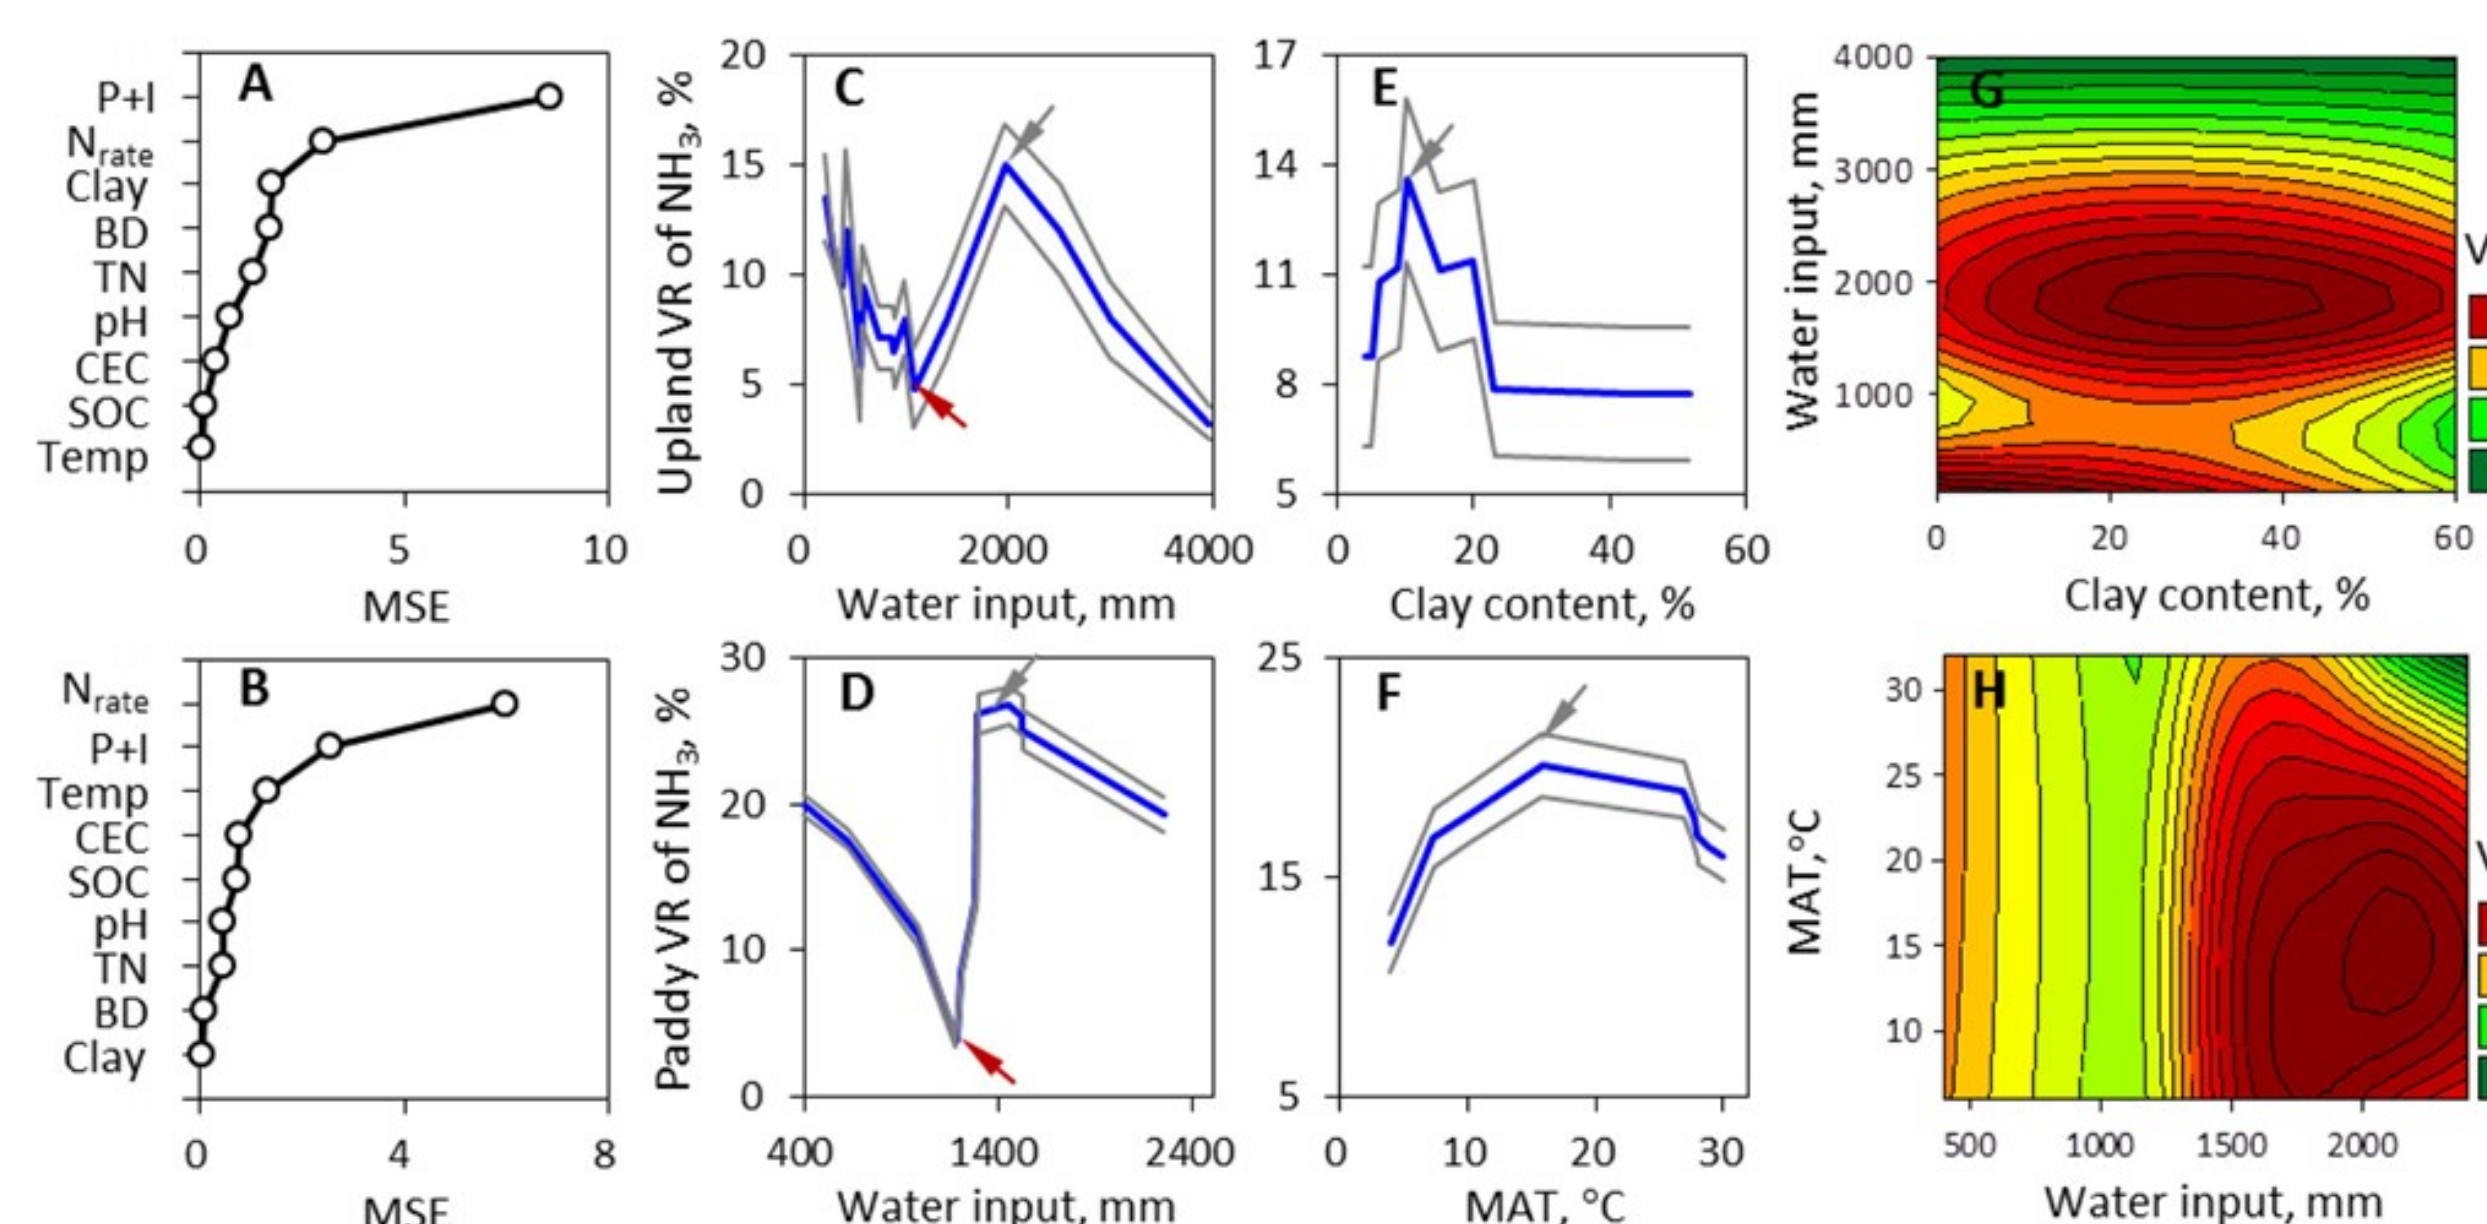 A
P+I
Nrate
Clay
BD
TN
pH
CEC
SOC
Temp
0 5 10
MSE
C
Upland VR of NH3, %
20
15
10
5
0
0 2000 4000
Water input, mm
E
17
14
11
8
5
0 20 40 60
Clay content, %
G
Water input, mm
4000
3000
2000
1000
0 20 40 60
Clay content, %
B
Nrate
P+I
Temp
CEC
SOC
pH
TN
BD
Clay
0 4 8
MSE
D
Paddy VR of NH3, %
30
20
10
0
400 1400 2400
Water input, mm
F
25
15
5
0 10 20 30
MAT, °C
H
MAT,°C
30
25
20
15
10
500 1000 1500 2000
Water input, mm